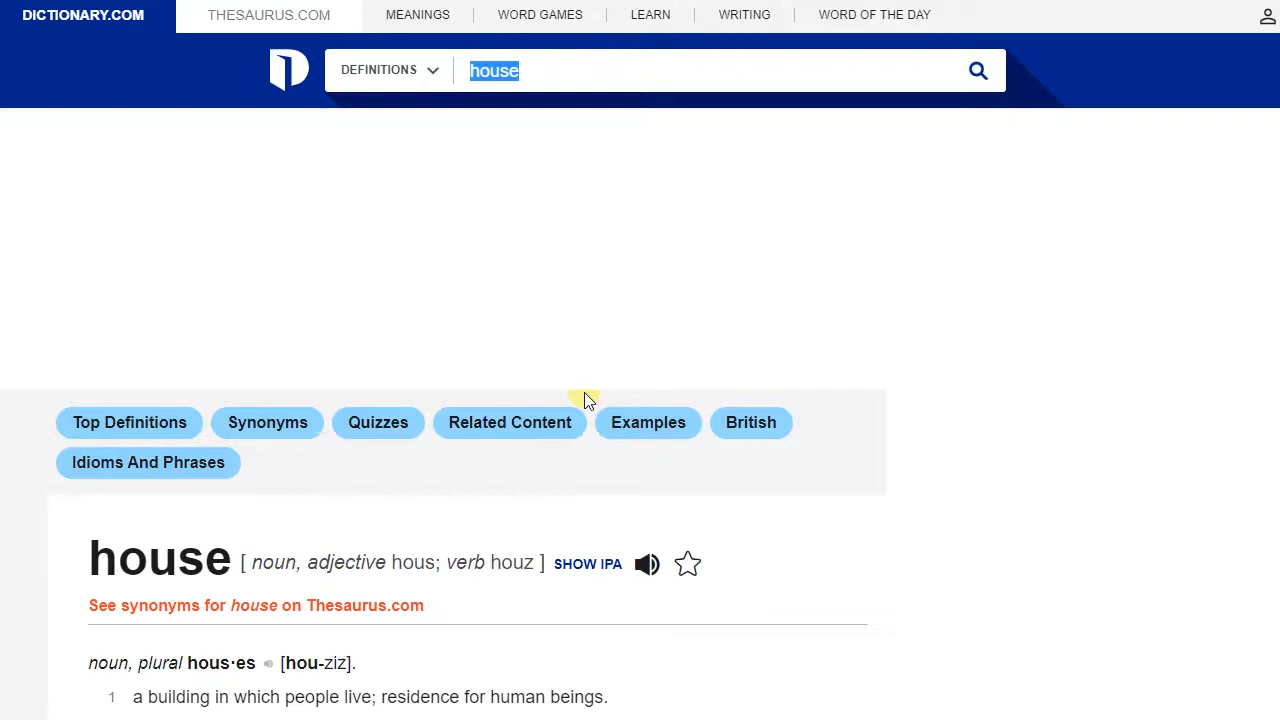 DICTIONARY.COM THESAURUS.COM MEANINGS WORD GAMES LEARN WRITING WORD OF THE DAY
DEFINITIONS house
Top Definitions Synonyms Quizzes Related Content Examples British
Idioms And Phrases
house [ noun, adjective hous; verb houz ] SHOW IPA
See synonyms for house on Thesaurus.com
noun, plural hous·es [hou-ziz].
1 a building in which people live; residence for human beings.